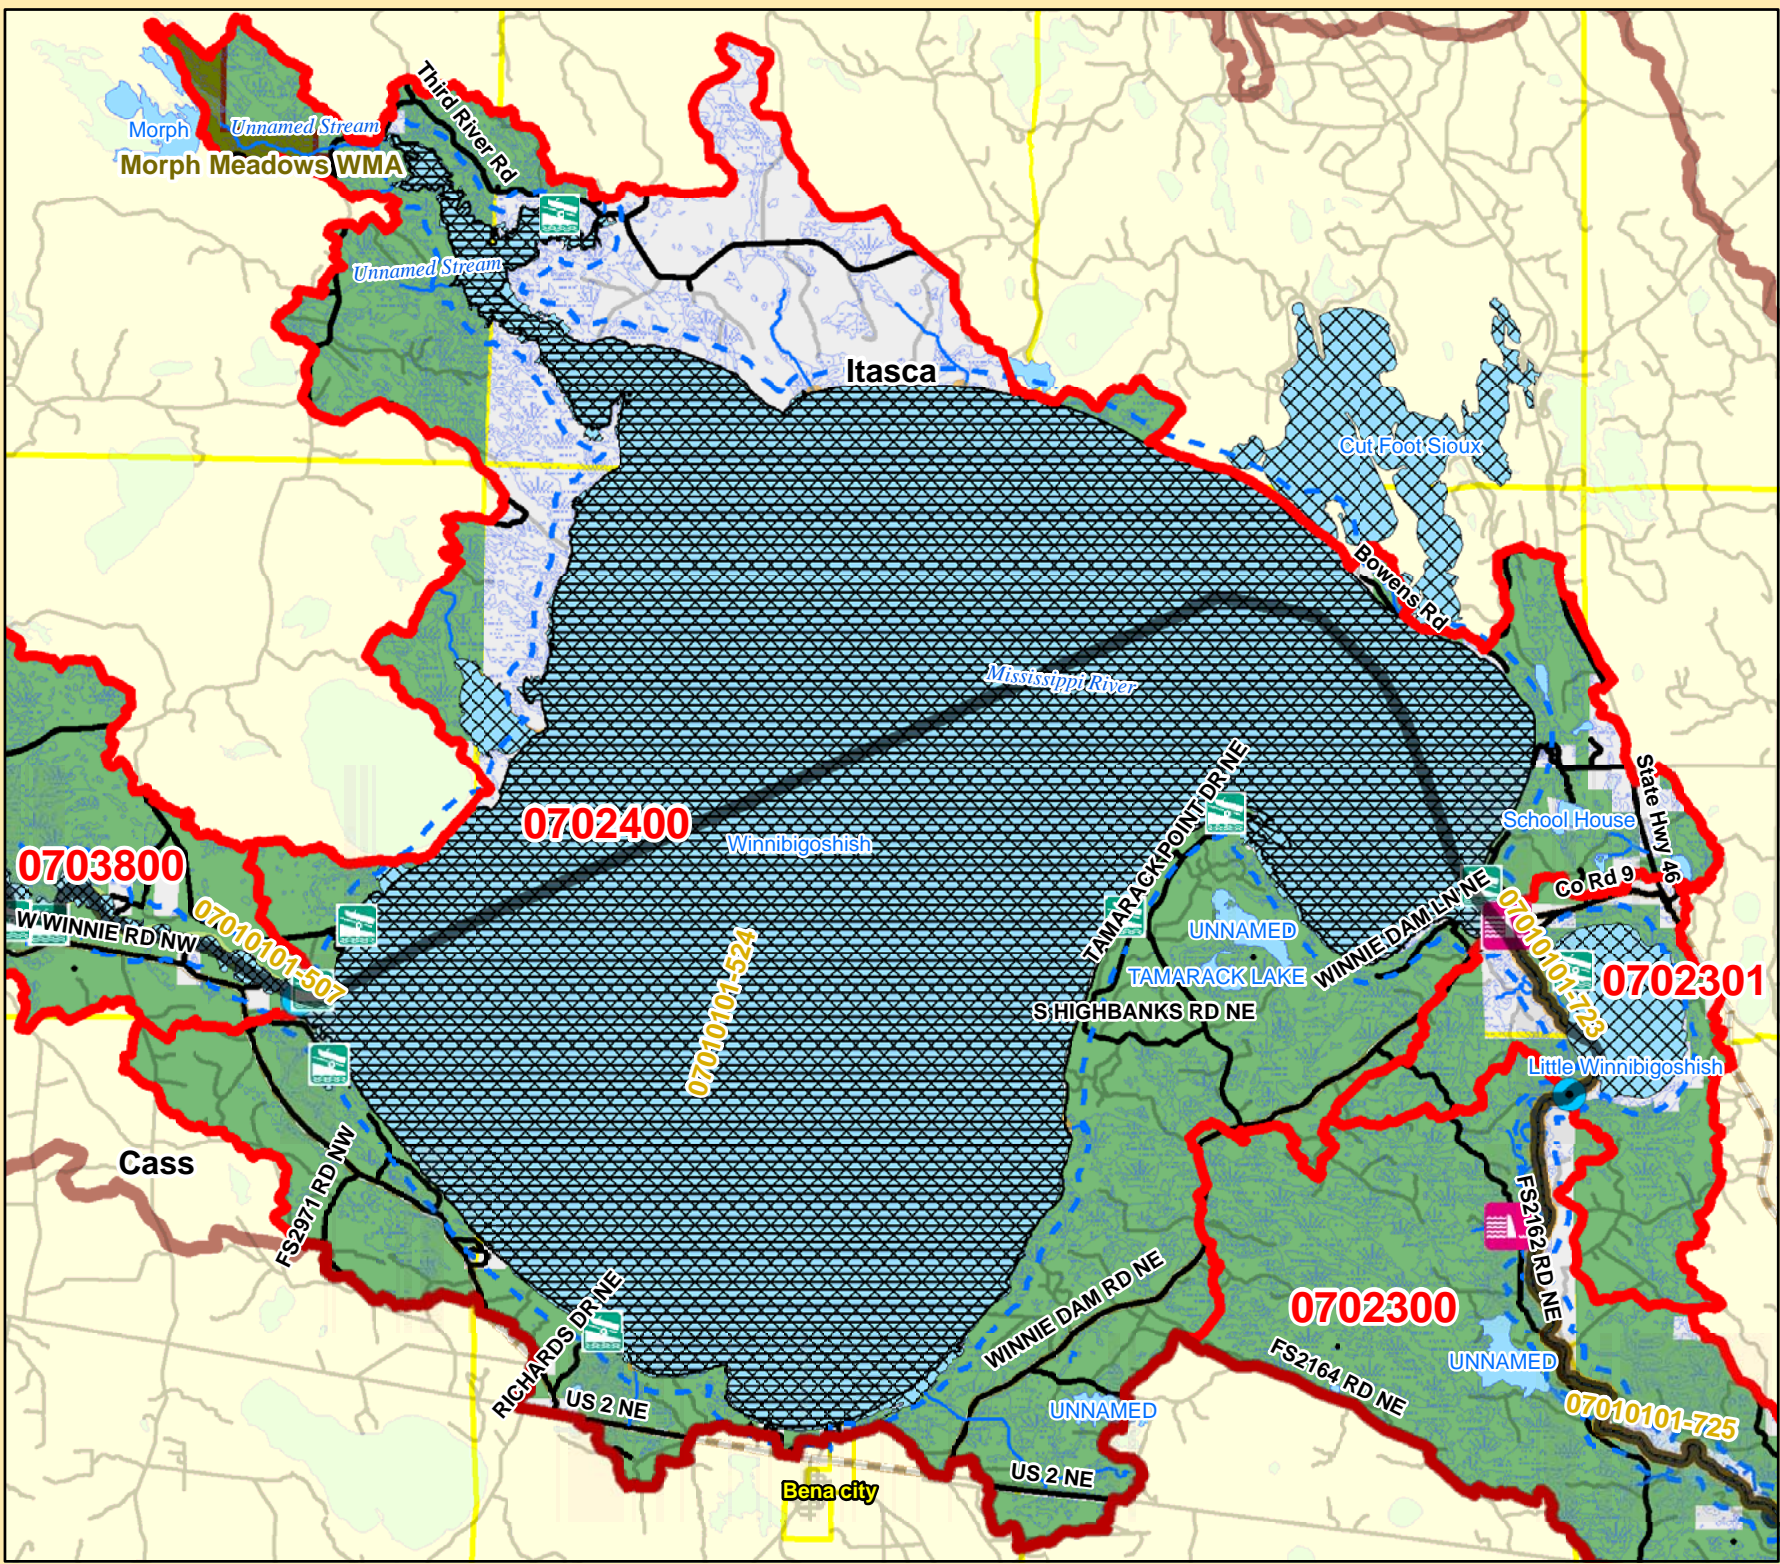 Third River Rd
Morph
Unnamed Stream
Morph Meadows WMA
Unnamed Stream
Itasca
Cut Foot Sioux
Bowens Rd
Mississippi River
State Hwy 46
TAMARACK POINT DR NE
School House
0702400
Winnibigoshish
0703800
Co Rd 9
W WINNIE RD NW
07010101-507
UNNAMED
WINNIE DAM LN NE
07010101-723
TAMARACK LAKE
0702301
07010101-524
S HIGHBANKS RD NE
Little Winnibigoshish
Cass
FS2971 RD NW
FS2162 RD NE
0702300
WINNIE DAM RD NE
RICHARDS DR NE
FS2164 RD NE
UNNAMED
US 2 NE
UNNAMED
07010101-725
US 2 NE
Bena city